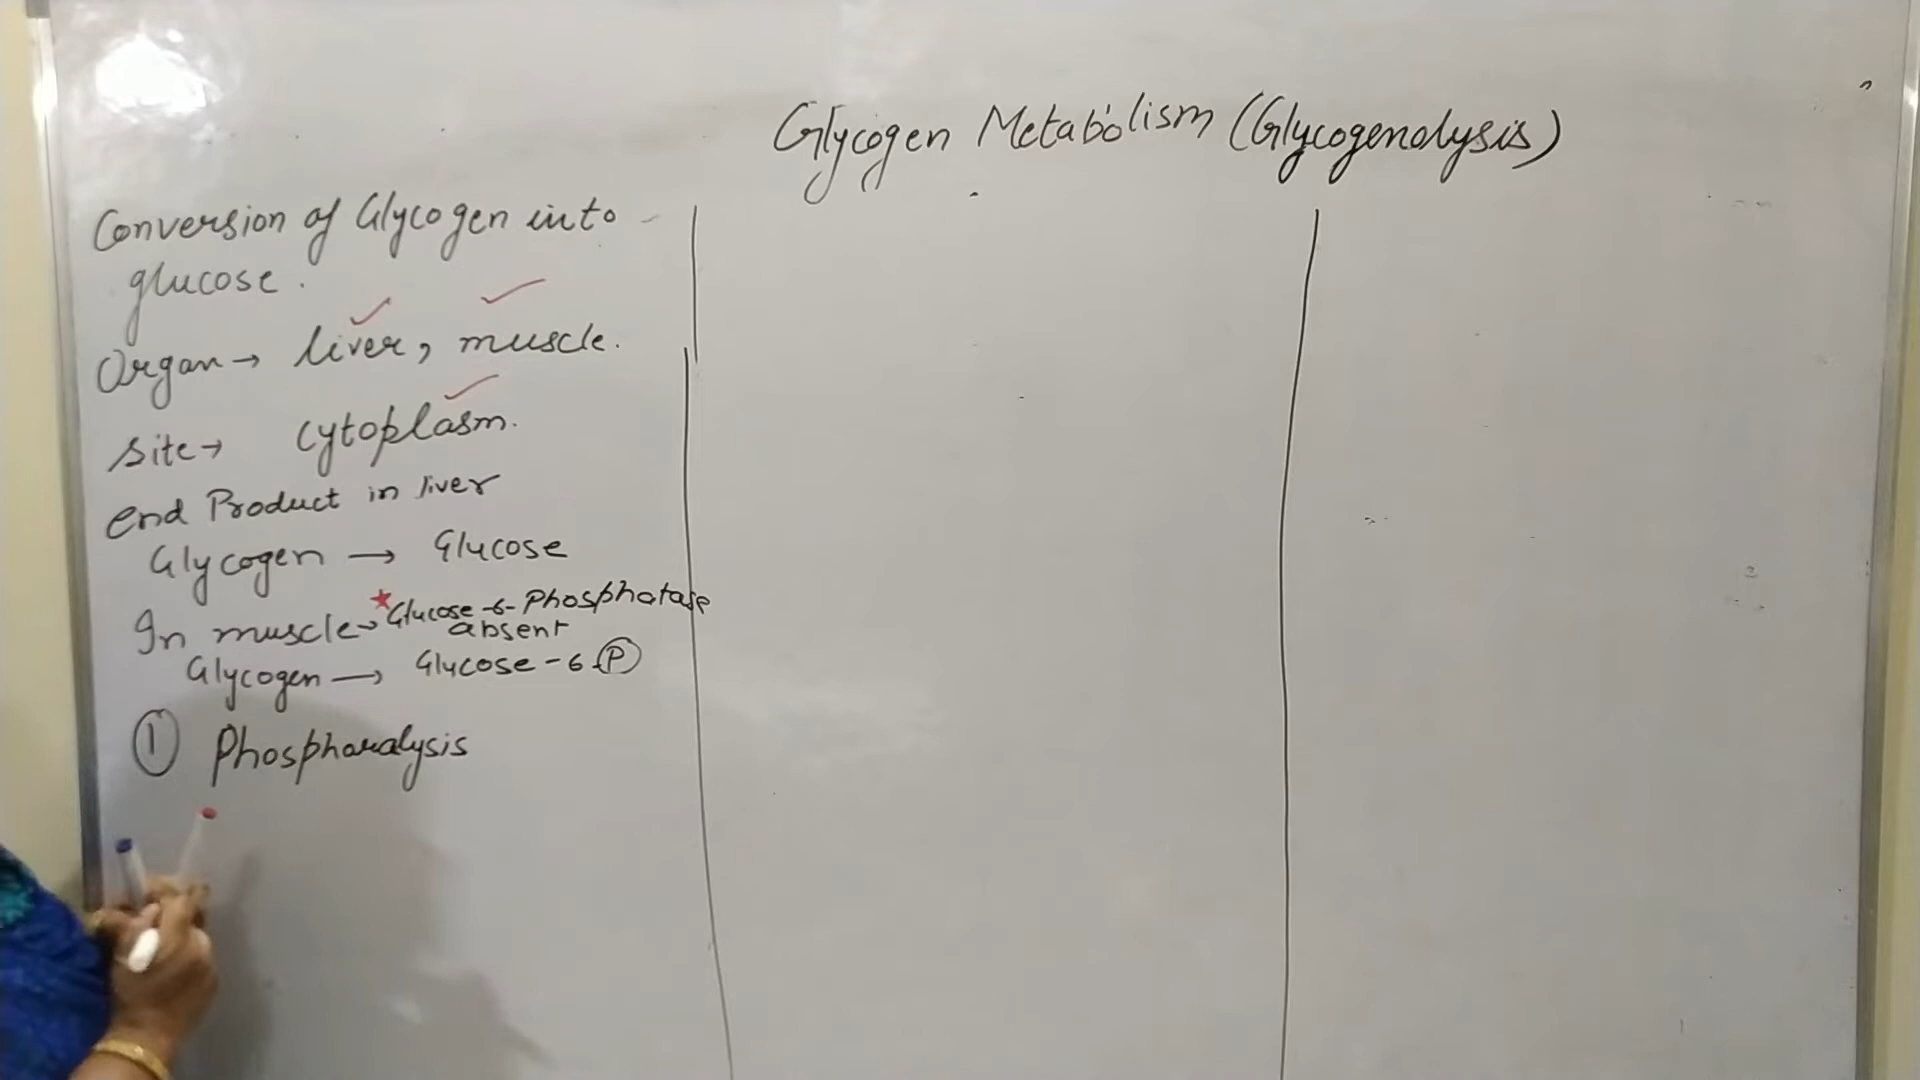 Glycogen Metabolism (Glycogenolysis)
Conversion of Glycogen into
glucose.
Organ → liver, muscle.
Site → Cytoplasm.
End Product in liver
Glycogen → Glucose
In muscle → *Glucose-6-Phosphatase
absent
Glycogen → Glucose-6-P
① Phosphoralysis